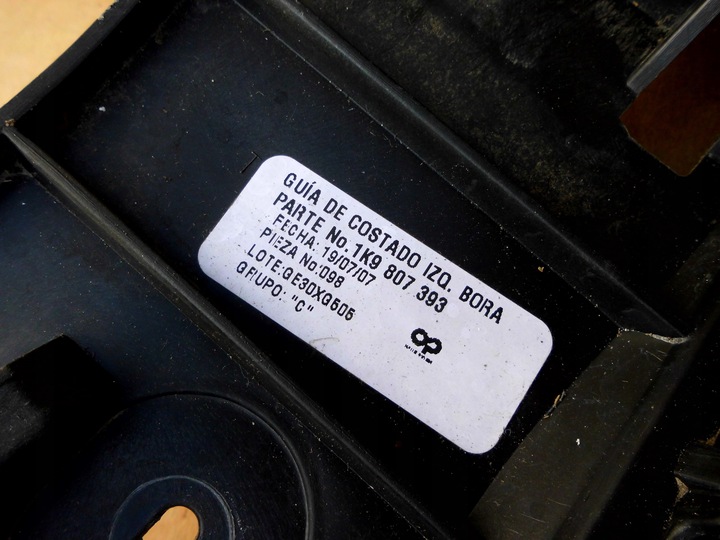 GUÍA DE COSTADO IZQ. BORA
PARTE No. 1K9 807 393
FECHA: 19/07/07
PIEZA No:098
LOTE:GE30XG505
GRUPO: "C"